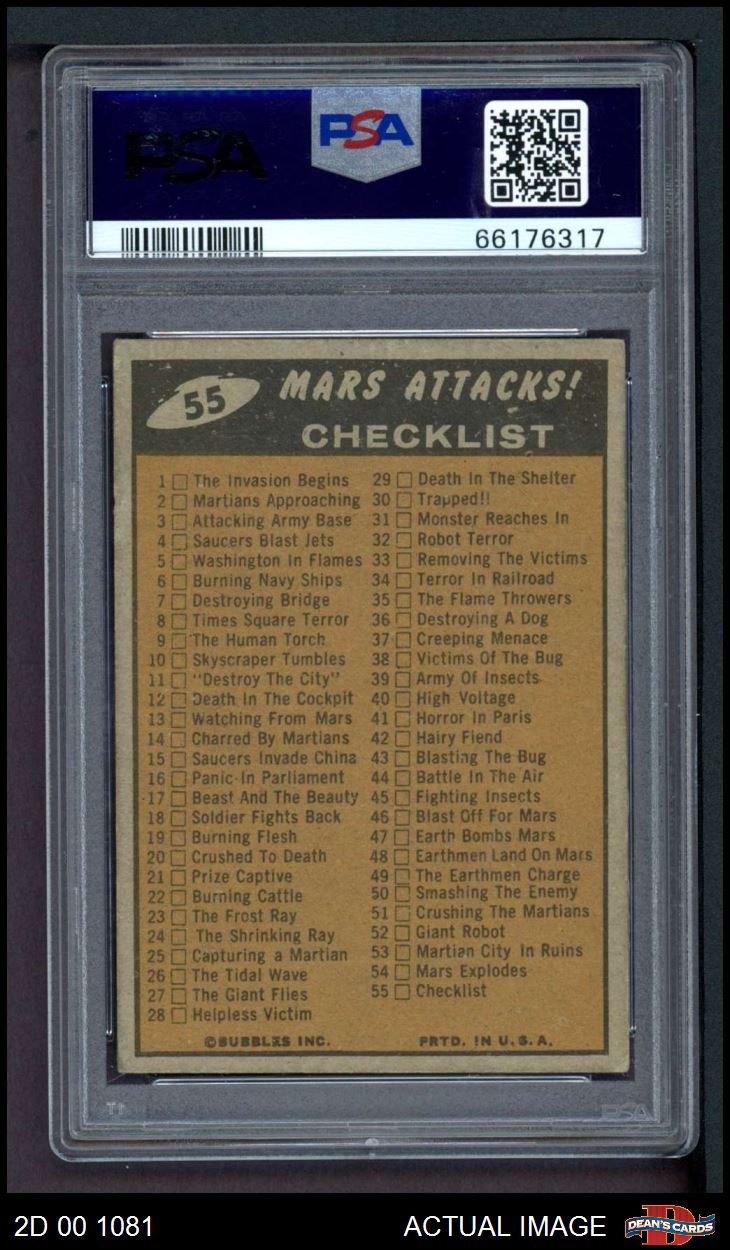 PSA
PSA
66176317
55
MARS ATTACKS!
CHECKLIST
1 The Invasion Begins
2 Martians Approaching
3 Attacking Army Base
4 Saucers Blast Jets
5 Washington In Flames
6 Burning Navy Ships
7 Destroying Bridge
8 Times Square Terror
9 The Human Torch
10 Skyscraper Tumbles
11 "Destroy The City"
12 Death In The Cockpit
13 Watching From Mars
14 Charred By Martians
15 Saucers Invade China
16 Panic In Parliament
17 Beast And The Beauty
18 Soldier Fights Back
19 Burning Flesh
20 Crushed To Death
21 Prize Captive
22 Burning Cattle
23 The Frost Ray
24 The Shrinking Ray
25 Capturing a Martian
26 The Tidal Wave
27 The Giant Flies
28 Helpless Victim
29 Death In The Shelter
30 Trapped!!
31 Monster Reaches In
32 Robot Terror
33 Removing The Victims
34 Terror In Railroad
35 The Flame Throwers
36 Destroying A Dog
37 Creeping Menace
38 Victims Of The Bug
39 Army Of Insects
40 High Voltage
41 Horror In Paris
42 Hairy Fiend
43 Blasting The Bug
44 Battle In The Air
45 Fighting Insects
46 Blast Off For Mars
47 Earth Bombs Mars
48 Earthmen Land On Mars
49 The Earthmen Charge
50 Smashing The Enemy
51 Crushing The Martians
52 Giant Robot
53 Martian City In Ruins
54 Mars Explodes
55 Checklist
©BUBBLES INC. PRTD. IN U.S.A.
PSA
2D 00 1081 ACTUAL IMAGE DEAN'S CARDS